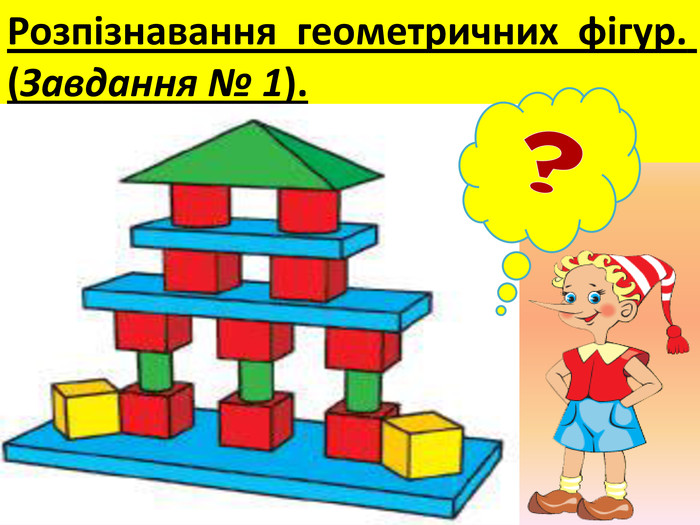 Розпізнавання геометричних фігур.
(Завдання № 1).
?